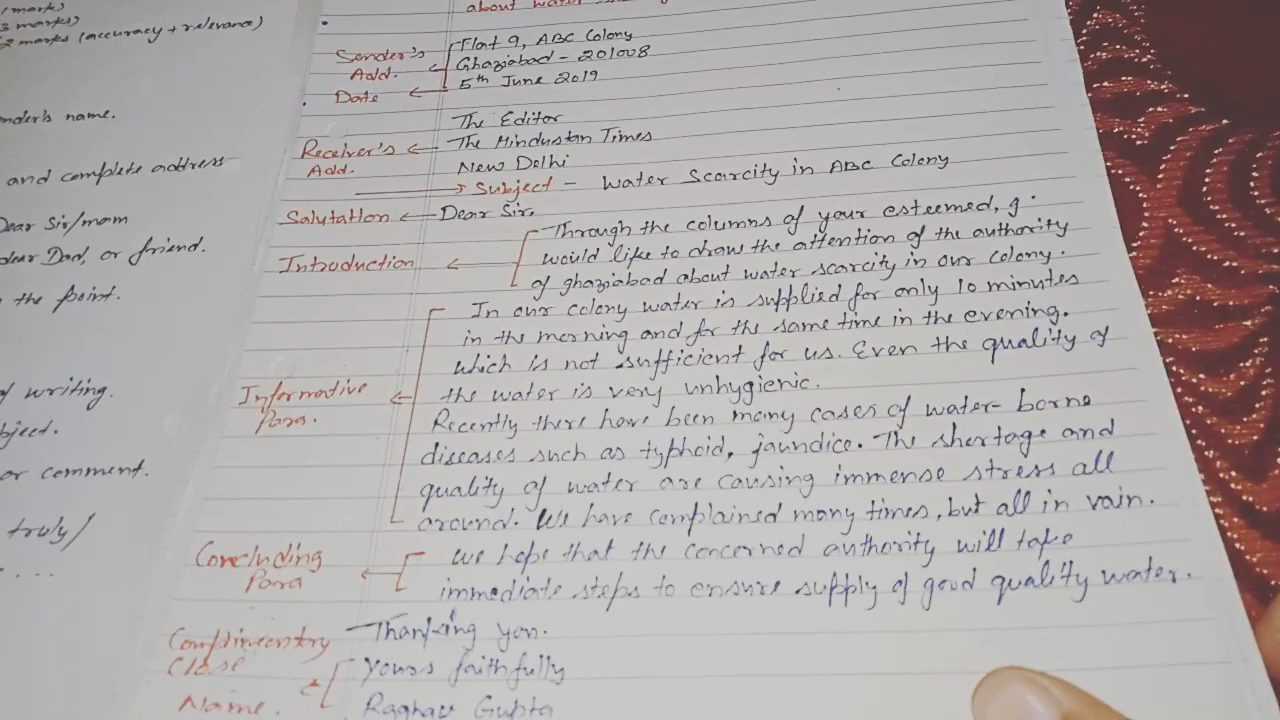 1 mark)
3 marks)
2 marks (accuracy + relevance)
nder's name.
and complete address
Dear Sir/mam
dear Dad, or friend.
the point.
of writing.
bject.
or comment.
truly/
....
about water
Sender's Add.
Flat 9, ABC Colony
Ghaziabad - 201008
Date
5th June 2019
The Editor
Receiver's Add.
The Hindustan Times
New Delhi
Subject - Water Scarcity in ABC Colony
Salutation
Dear Sir,
Introduction
Through the columns of your esteemed, I
would like to draw the attention of the authority
of ghaziabad about water scarcity in our colony.
Informative Para.
In our colony water is supplied for only 10 minutes
in the morning and for the same time in the evening.
which is not sufficient for us. Even the quality of
the water is very unhygienic.
Recently there have been many cases of water-borne
diseases such as typhoid, jaundice. The shortage and
quality of water are causing immense stress all
around. We have complained many times, but all in vain.
Concluding Para
We hope that the concerned authority will take
immediate steps to ensure supply of good quality water.
Complimentory Close
Thanking you.
Yours faithfully
Name.
Raghav Gupta